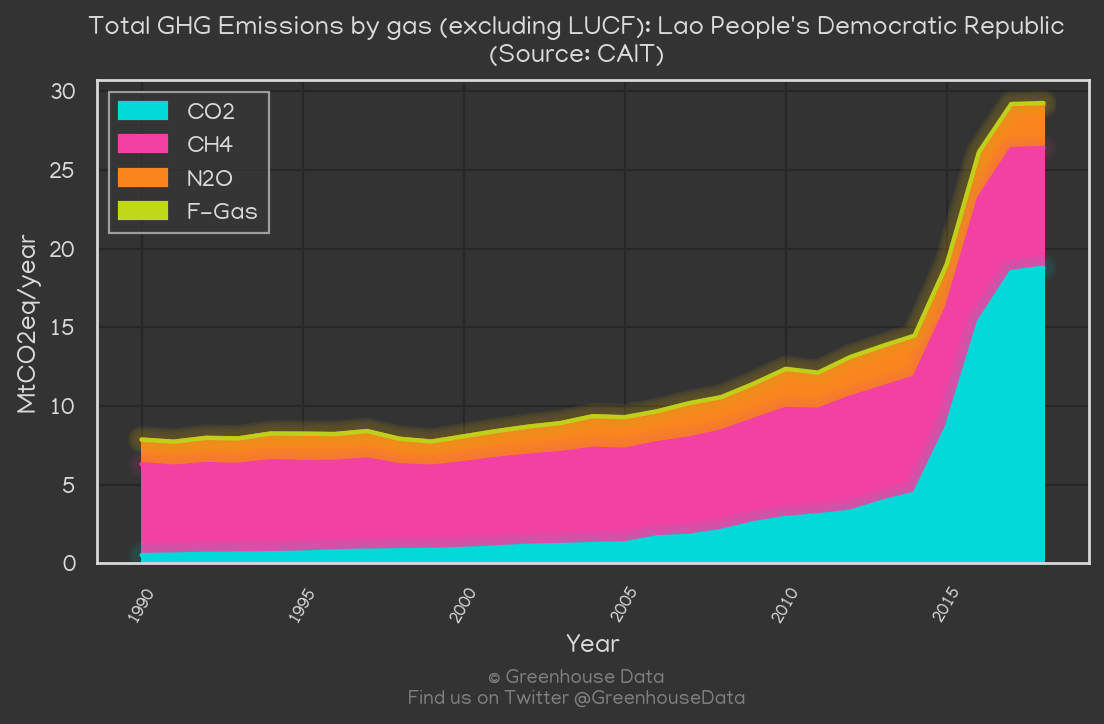 Total GHG Emissions by gas (excluding LUCF): Lao People's Democratic Republic
(Source: CAIT)
CO2
CH4
N2O
F-Gas
30
25
20
15
10
5
0
MtCO2eq/year
1990
1995
2000
2005
2010
2015
Year
© Greenhouse Data
Find us on Twitter @GreenhouseData